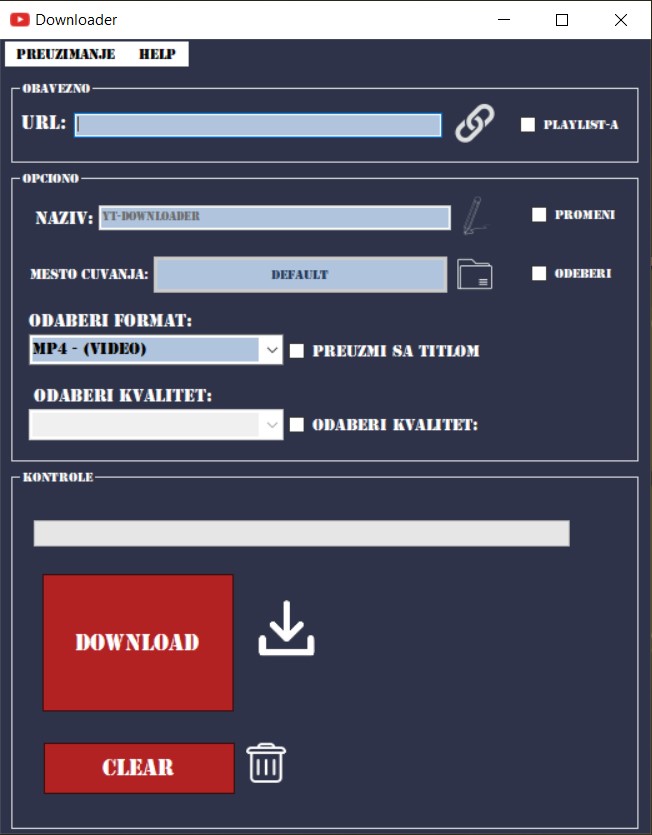 Downloader
PREUZIMANJE HELP
OBAVEZNO
URL: PLAYLIST-A
OPCIONO
NAZIV: YT-DOWNLOADER PROMENI
MESTO CUVANJA: DEFAULT ODEBERI
ODABERI FORMAT:
MP4 - (VIDEO) PREUZMI SA TITLOM
ODABERI KVALITET:
ODABERI KVALITET:
KONTROLE
DOWNLOAD
CLEAR